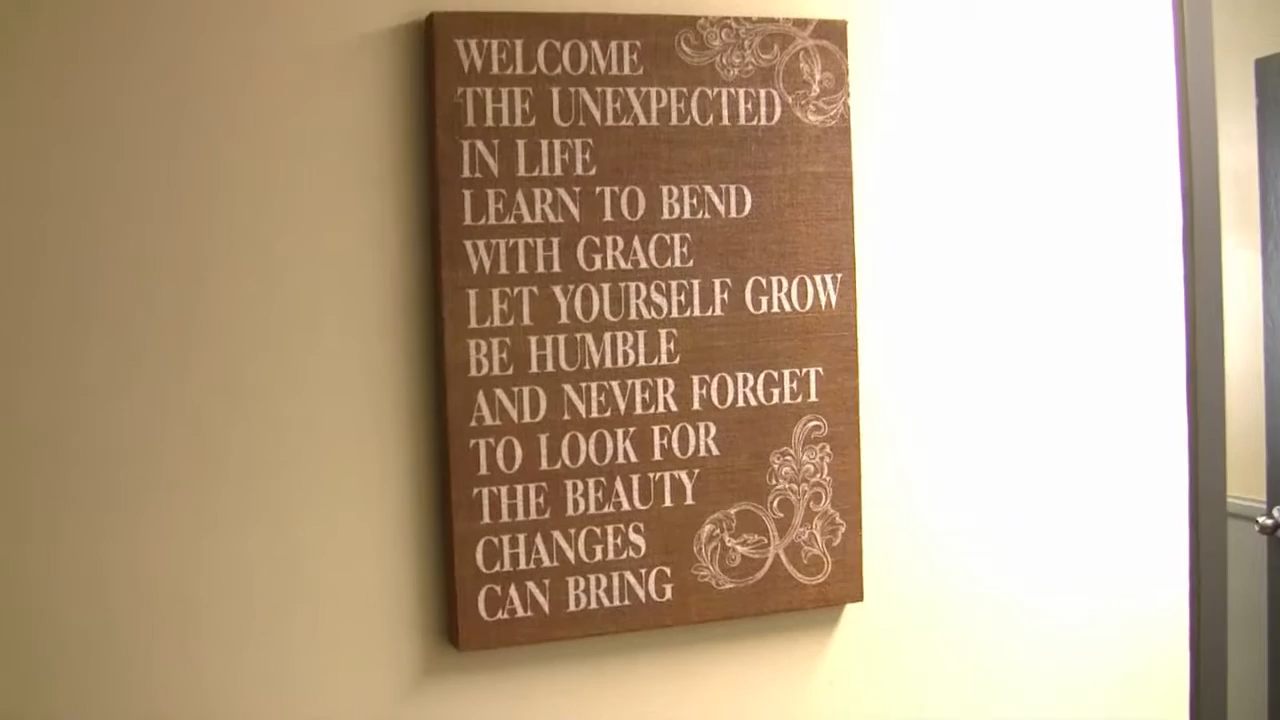 WELCOME
THE UNEXPECTED
IN LIFE
LEARN TO BEND
WITH GRACE
LET YOURSELF GROW
BE HUMBLE
AND NEVER FORGET
TO LOOK FOR
THE BEAUTY
CHANGES
CAN BRING